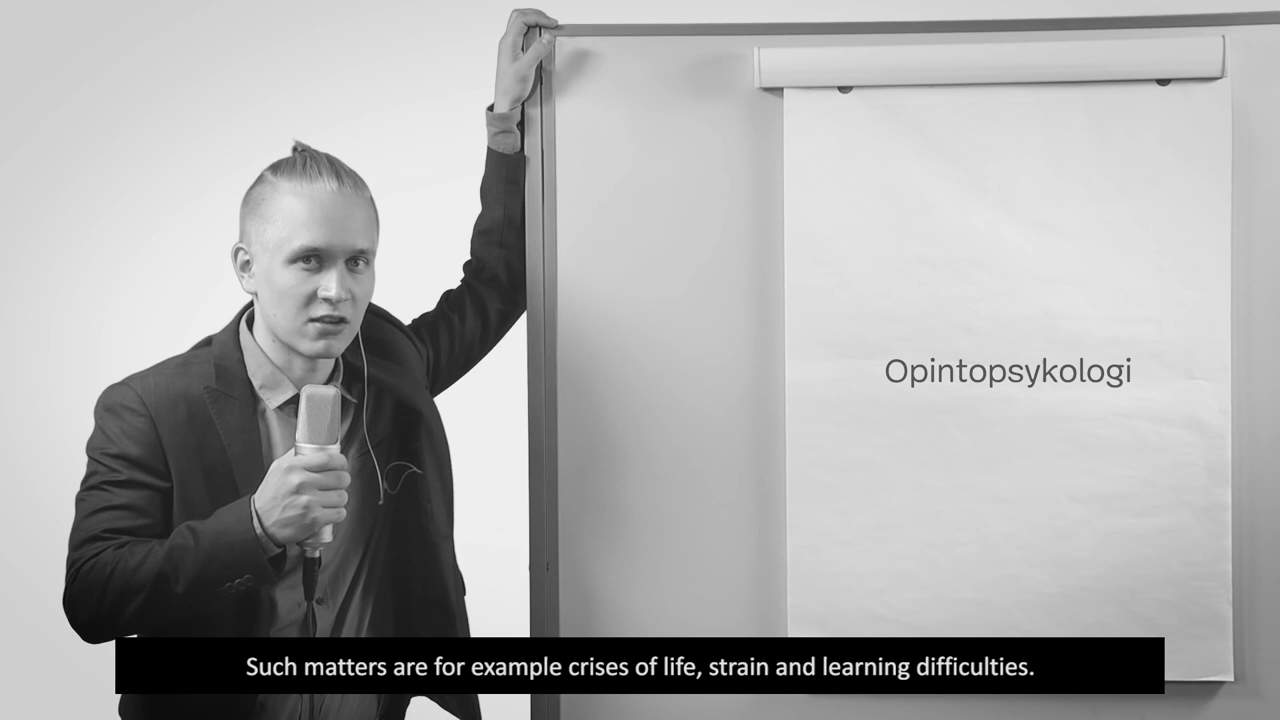 Opintopsykologi
Such matters are for example crises of life, strain and learning difficulties.